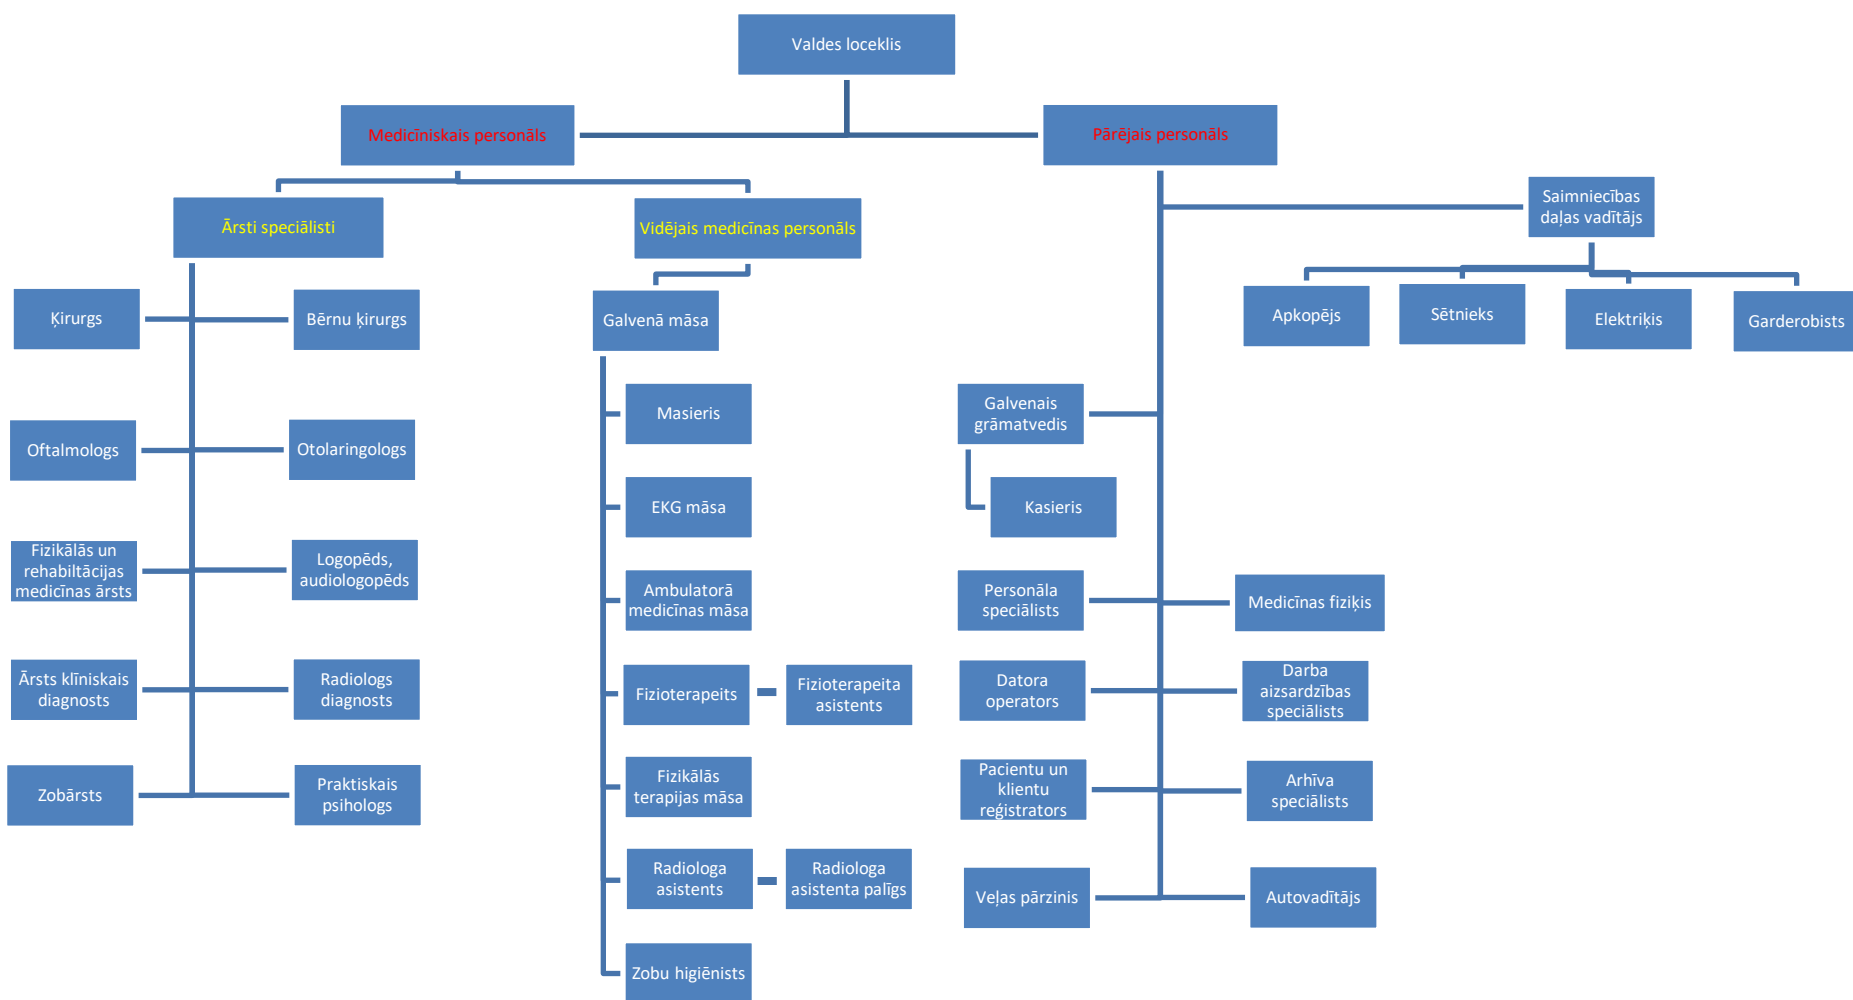 Valdes loceklis
Medicīniskais personāls
Pārējais personāls
Ārsti speciālisti
Vidējais medicīnas personāls
Saimniecības
daļas vadītājs
Ķirurgs
Bērnu ķirurgs
Oftalmologs
Otolaringologs
Fizikālās un
rehabiltācijas
medicīnas ārsts
Logopēds,
audiologopēds
Ārsts klīniskais
diagnosts
Radiologs
diagnosts
Zobārsts
Praktiskais
psihologs
Galvenā māsa
Masieris
EKG māsa
Ambulatorā
medicīnas māsa
Fizioterapeits
Fizioterapeita
asistents
Fizikālās
terapijas māsa
Radiologa
asistents
Radiologa
asistenta palīgs
Zobu higiēnists
Apkopējs
Sētnieks
Elektriķis
Garderobists
Galvenais
grāmatvedis
Kasieris
Personāla
speciālists
Medicīnas fiziķis
Datora
operators
Darba
aizsardzības
speciālists
Pacientu un
klientu
reģistrators
Arhīva
speciālists
Veļas pārzinis
Autovadītājs